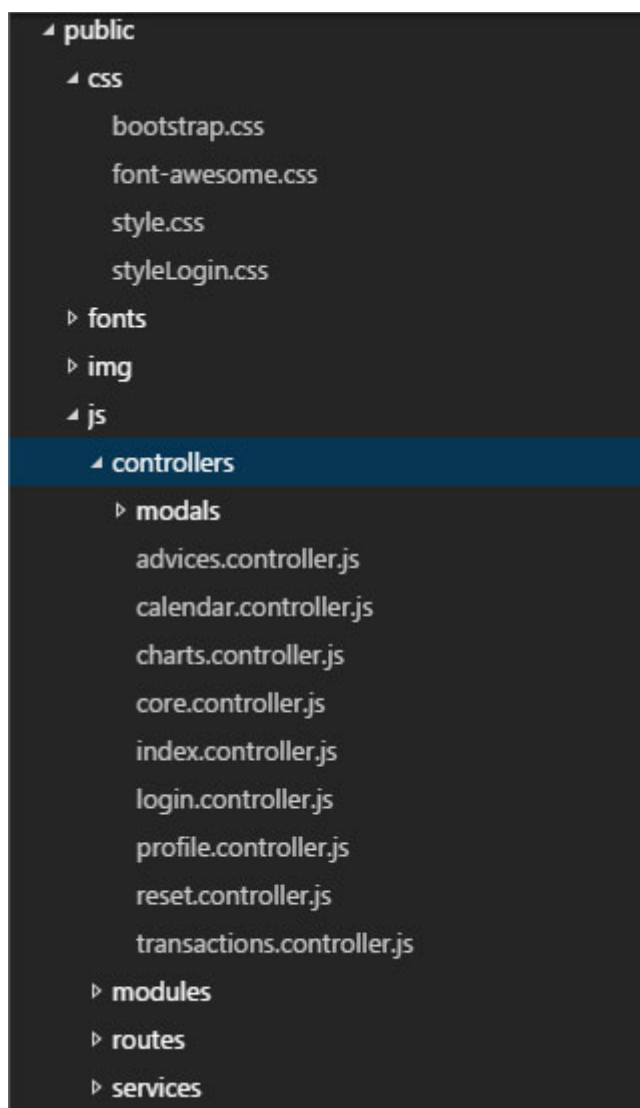 public
css
bootstrap.css
font-awesome.css
style.css
styleLogin.css
fonts
img
js
controllers
modals
advices.controller.js
calendar.controller.js
charts.controller.js
core.controller.js
index.controller.js
login.controller.js
profile.controller.js
reset.controller.js
transactions.controller.js
modules
routes
services